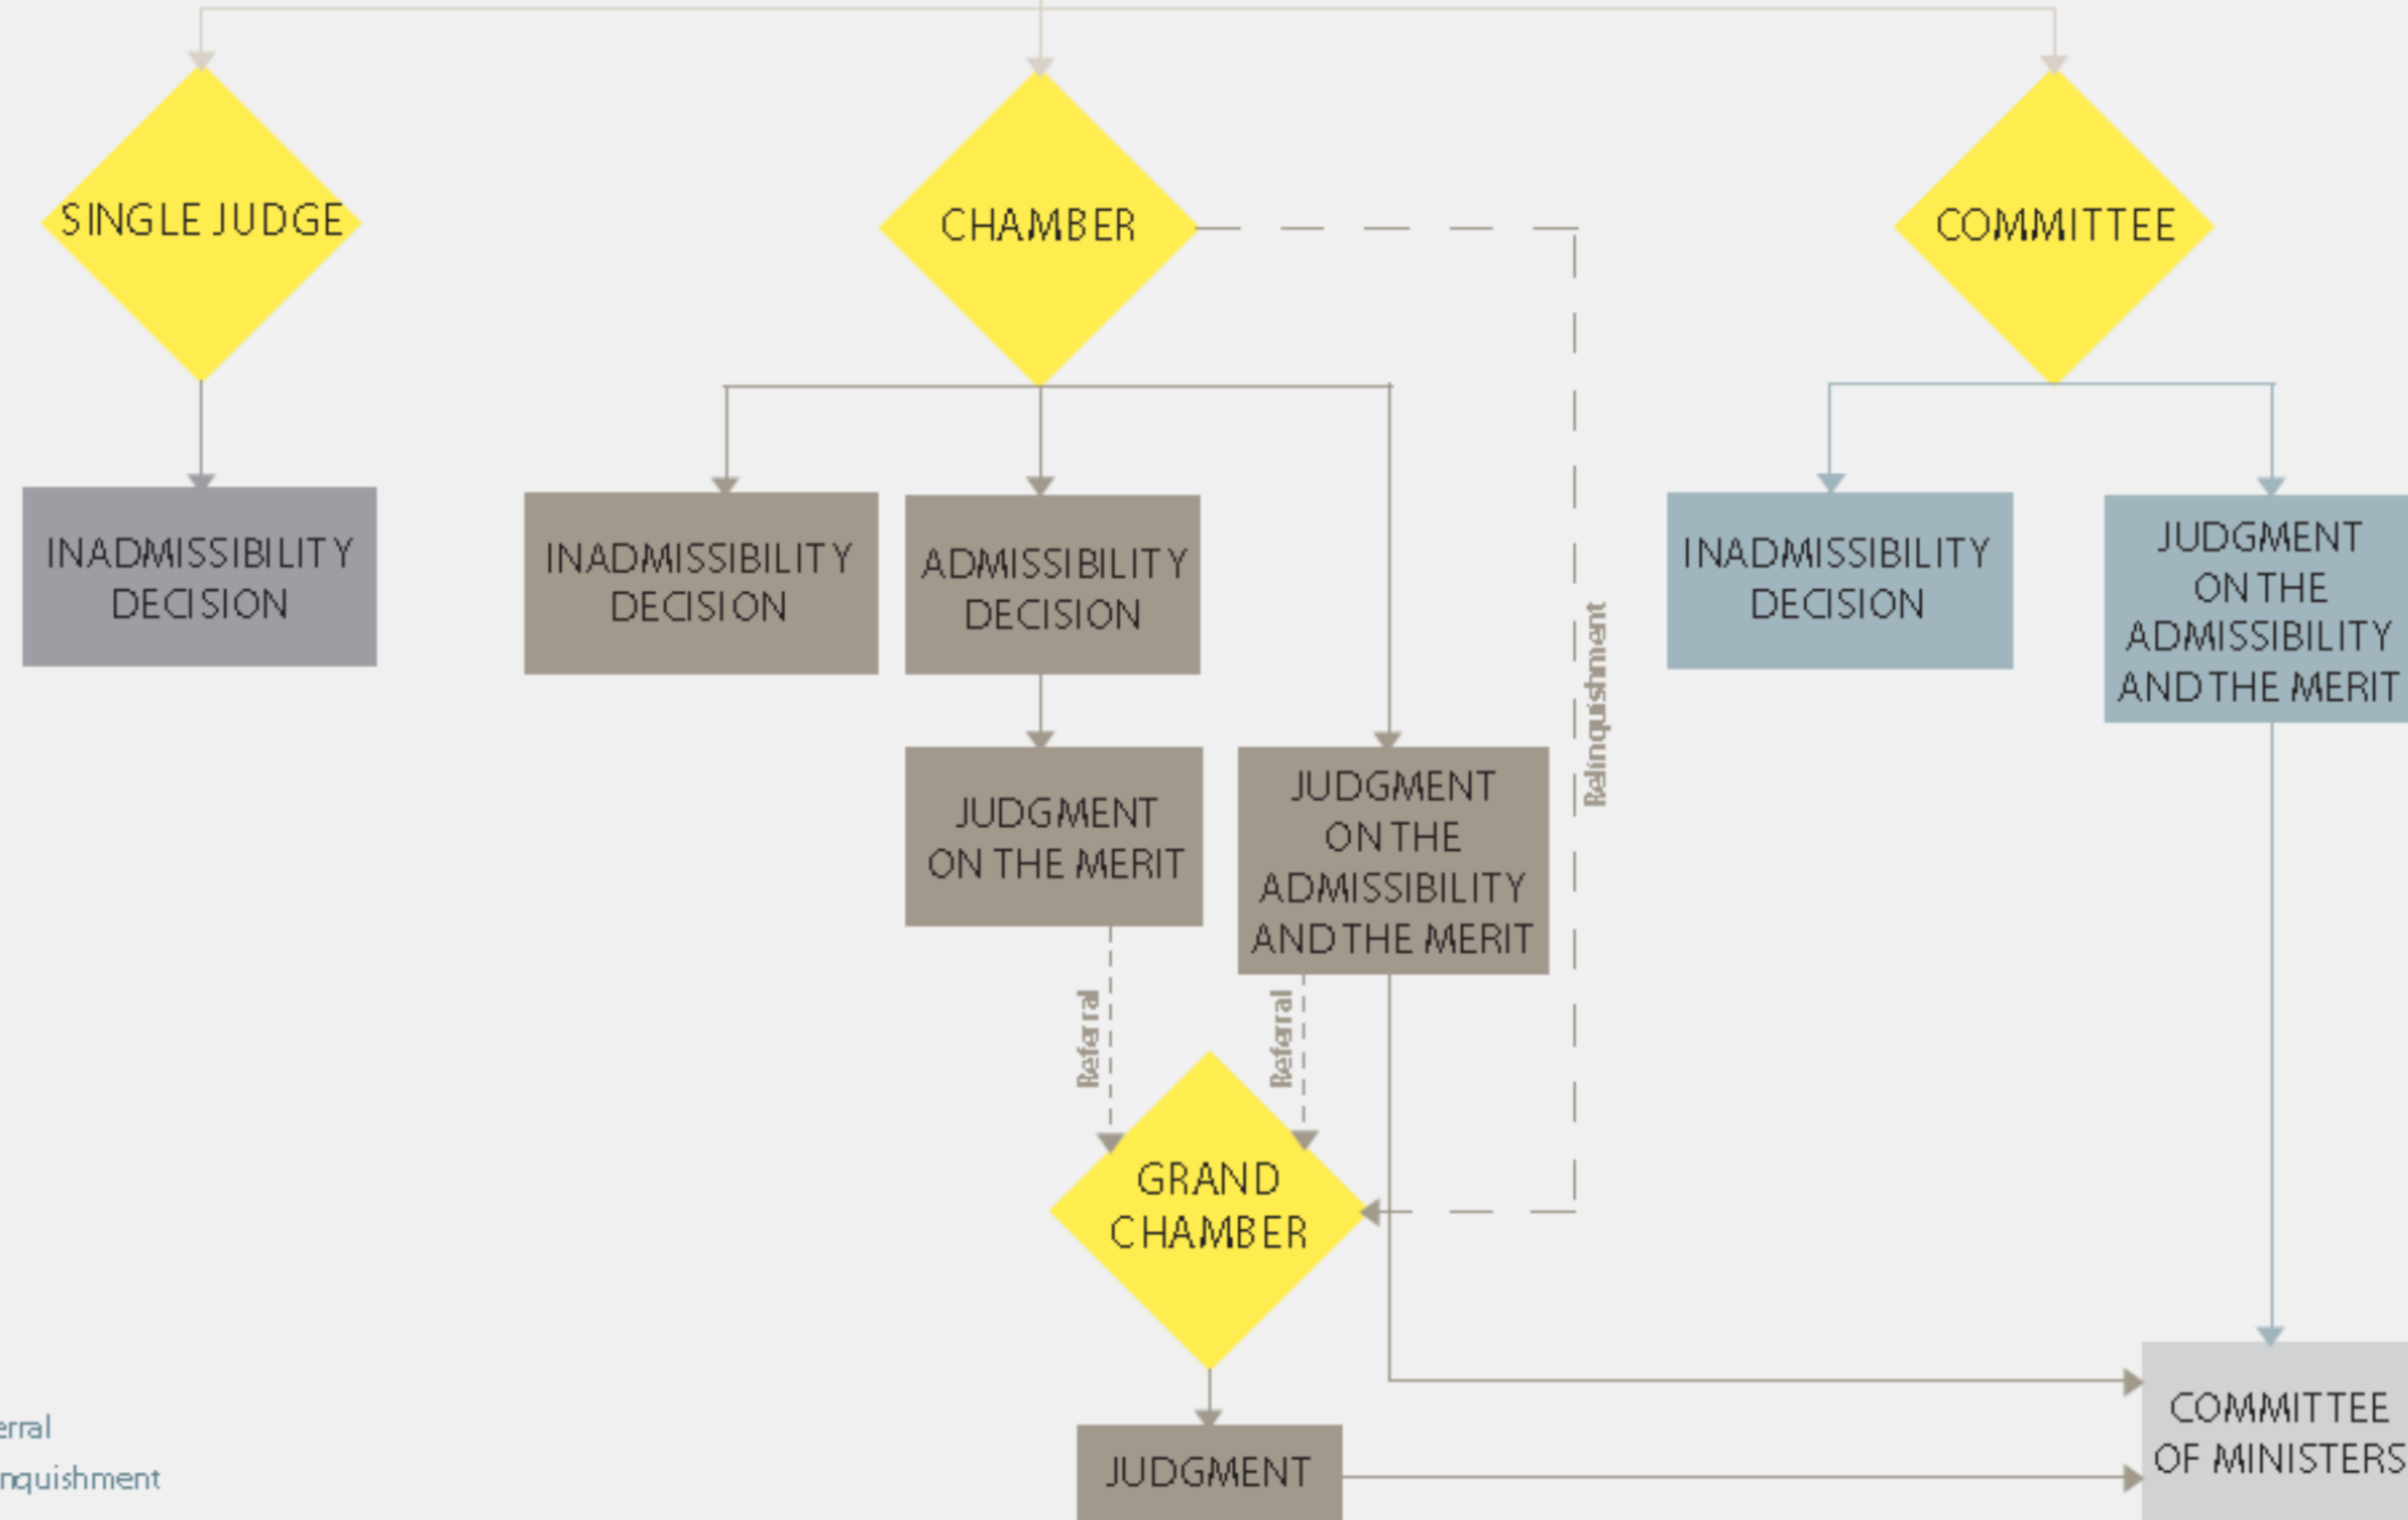 SINGLE JUDGE
CHAMBER
COMMITTEE
INADMISSIBILITY
DECISION
INADMISSIBILITY
DECISION
ADMISSIBILITY
DECISION
INADMISSIBILITY
DECISION
JUDGMENT
ON THE
ADMISSIBILITY
AND THE MERIT
Relinquishment
JUDGMENT
ON THE MERIT
JUDGMENT
ON THE
ADMISSIBILITY
AND THE MERIT
Referral
Referral
GRAND
CHAMBER
COMMITTEE
OF MINISTERS
JUDGMENT
erral
nquishment